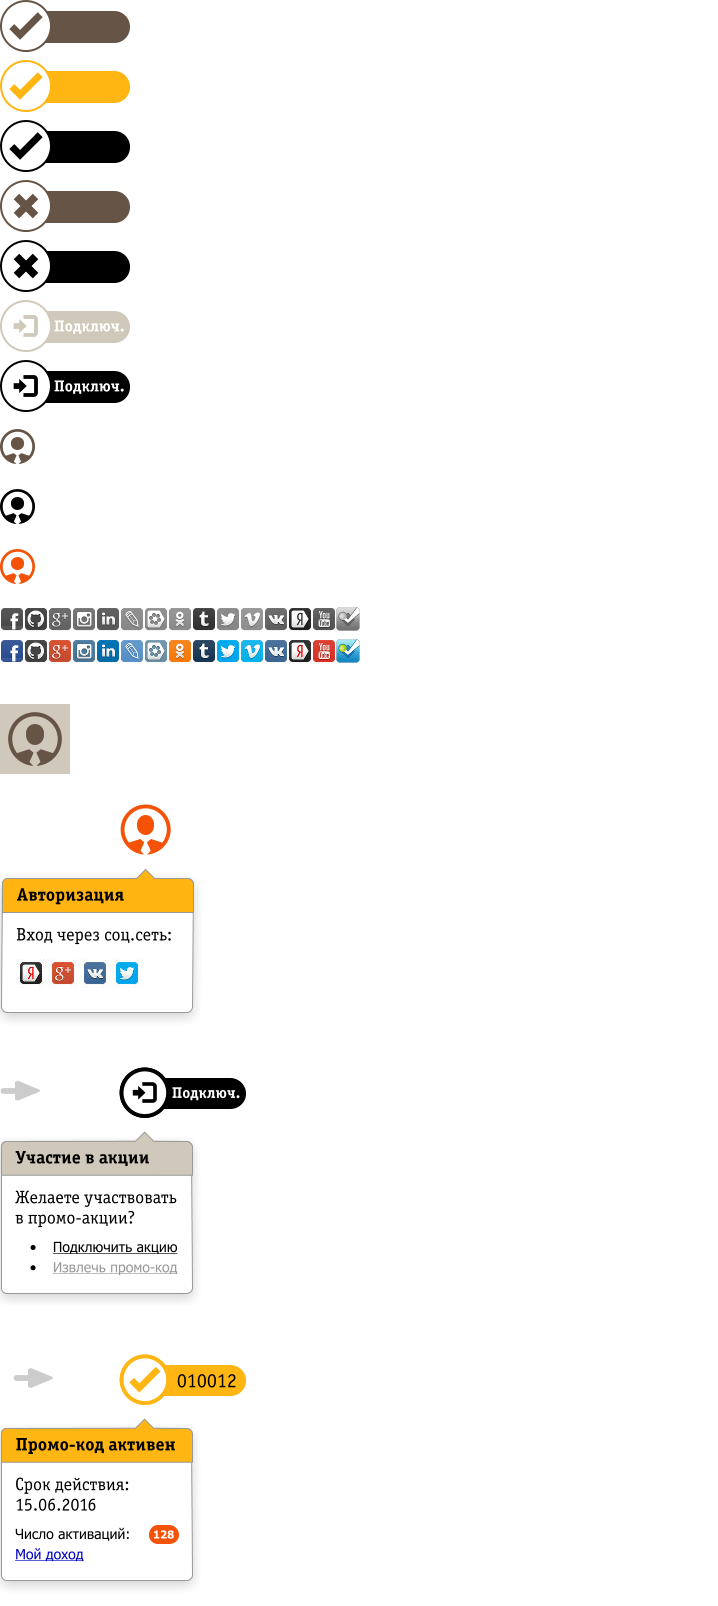 Подключ.
Подключ.
Авторизация
Вход через соц.сеть:
Подключ.
Участие в акции
Желаете участвовать
в промо-акции?
Подключить акцию
Извлечь промо-код
010012
Промо-код активен
Срок действия:
15.06.2016
Число активаций: 128
Мой доход